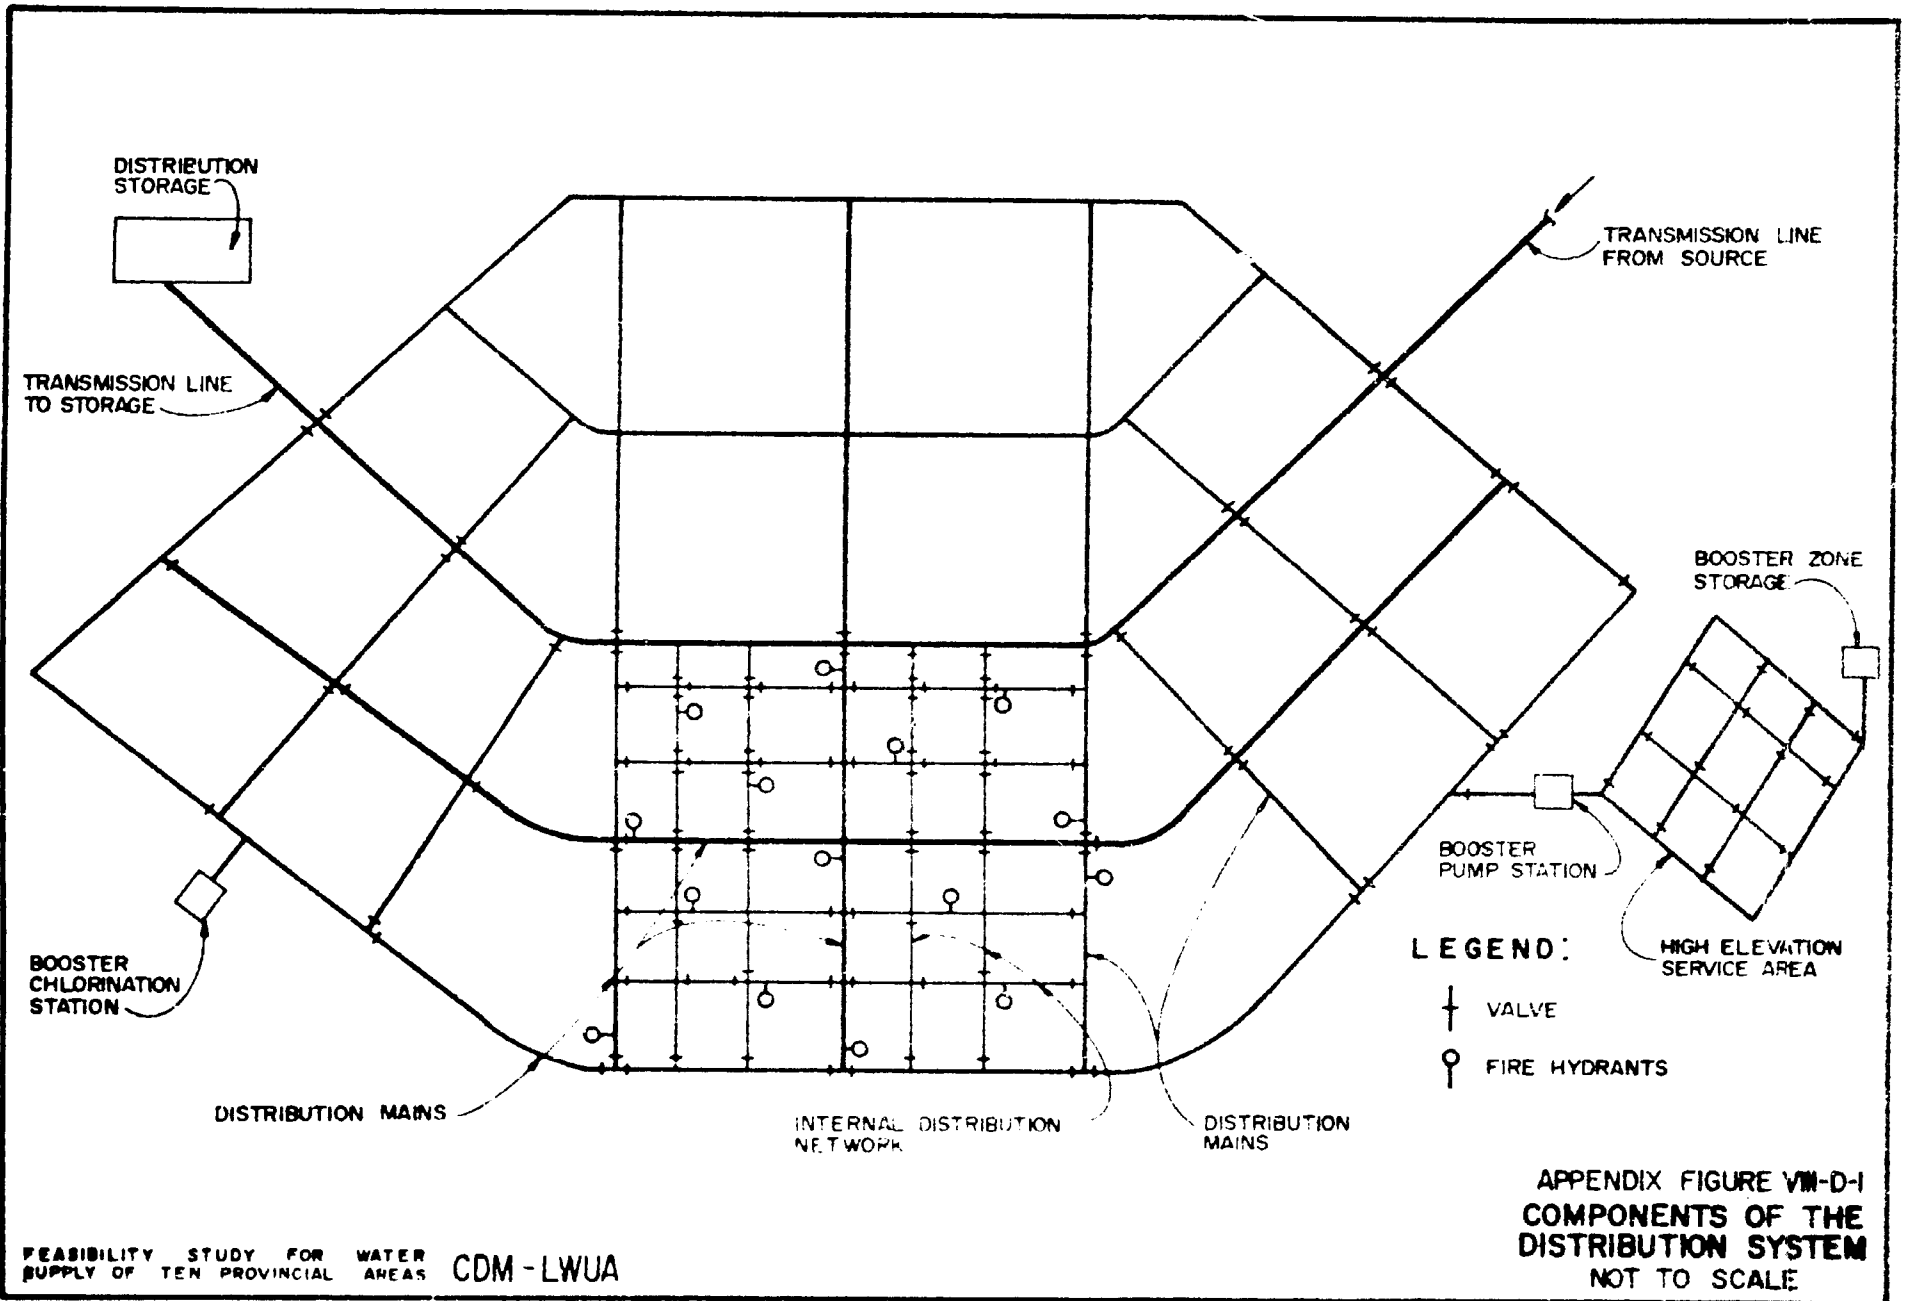 DISTRIBUTION
STORAGE
TRANSMISSION LINE
FROM SOURCE
TRANSMISSION LINE
TO STORAGE
BOOSTER ZONE
STORAGE
BOOSTER
PUMP STATION
HIGH ELEVATION
SERVICE AREA
BOOSTER
CHLORINATION
STATION
LEGEND:
VALVE
FIRE HYDRANTS
DISTRIBUTION MAINS
INTERNAL DISTRIBUTION
NETWORK
DISTRIBUTION
MAINS
APPENDIX FIGURE VIII-D-1
COMPONENTS OF THE
DISTRIBUTION SYSTEM
NOT TO SCALE
FEASIBILITY STUDY FOR WATER
SUPPLY OF TEN PROVINCIAL AREAS
CDM-LWUA